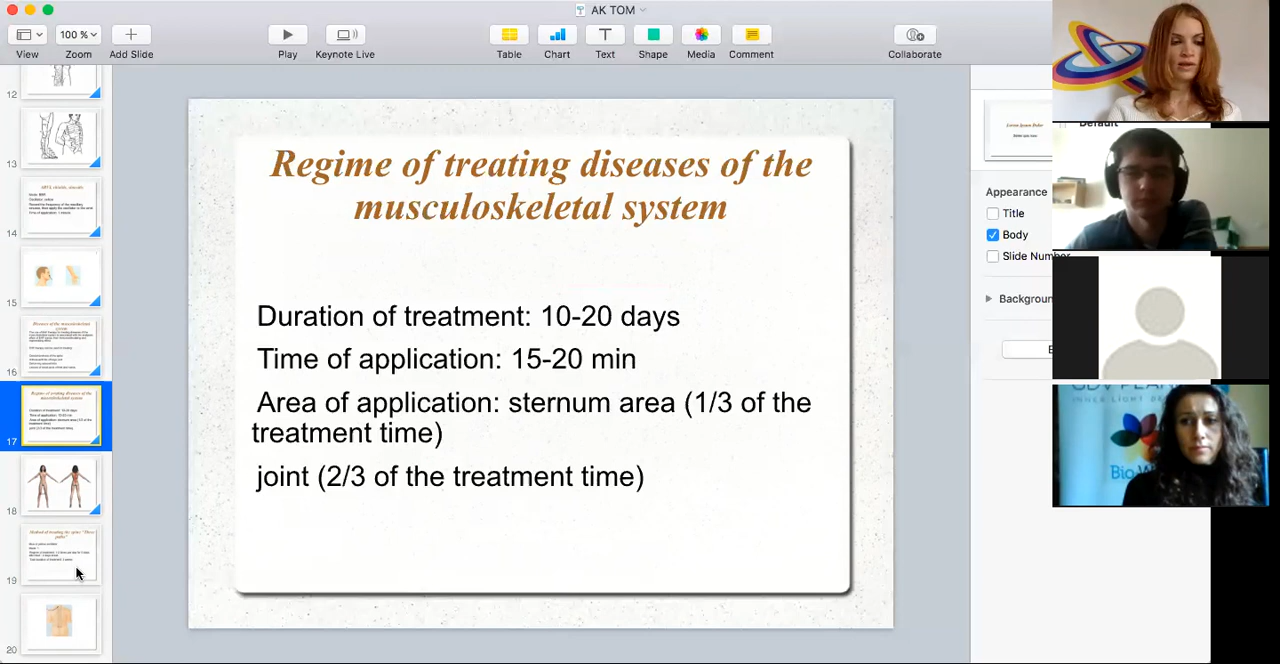 AK TOM
100 %
View
Zoom
Add Slide
Play
Keynote Live
Table
Chart
Text
Shape
Media
Comment
Collaborate
12
13
14
15
16
17
18
19
20
Regime of treating diseases of the
musculoskeletal system
Duration of treatment: 10-20 days
Time of application: 15-20 min
Area of application: sternum area (1/3 of the
treatment time)
joint (2/3 of the treatment time)
Default
Appearance
Title
Body
Slide Number
Backgroun